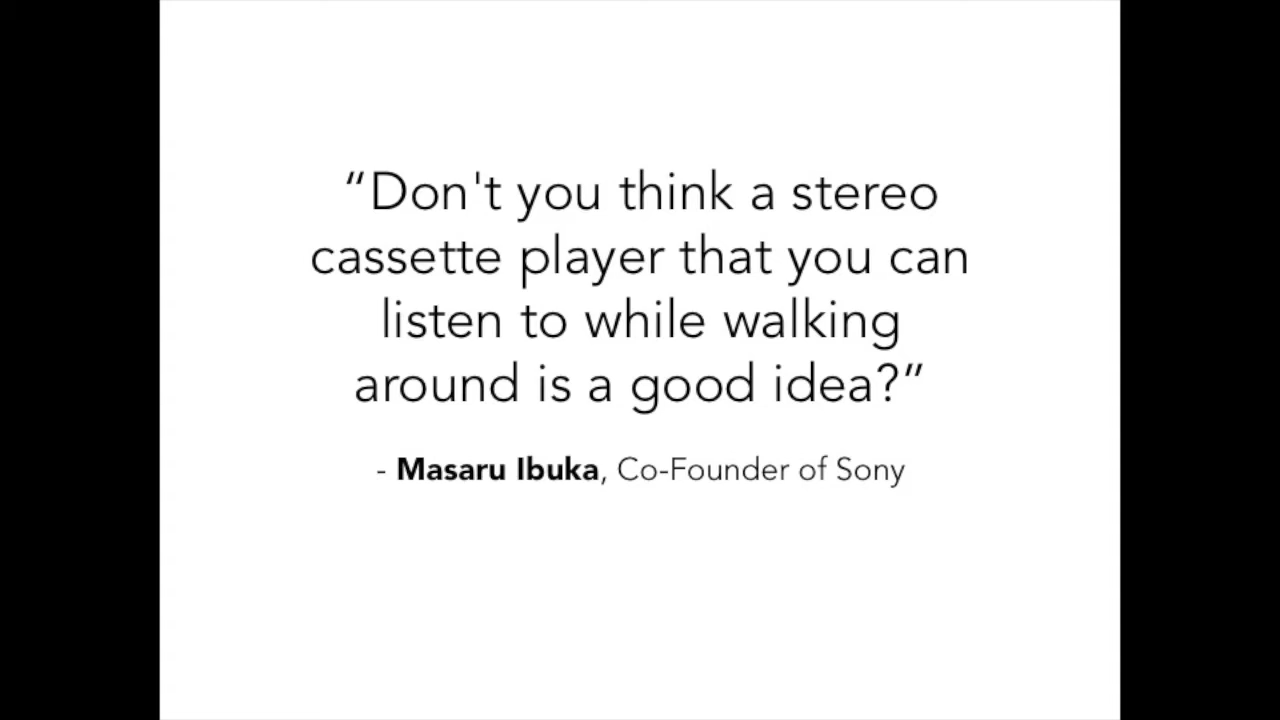 “Don't you think a stereo
cassette player that you can
listen to while walking
around is a good idea?”
- Masaru Ibuka, Co-Founder of Sony